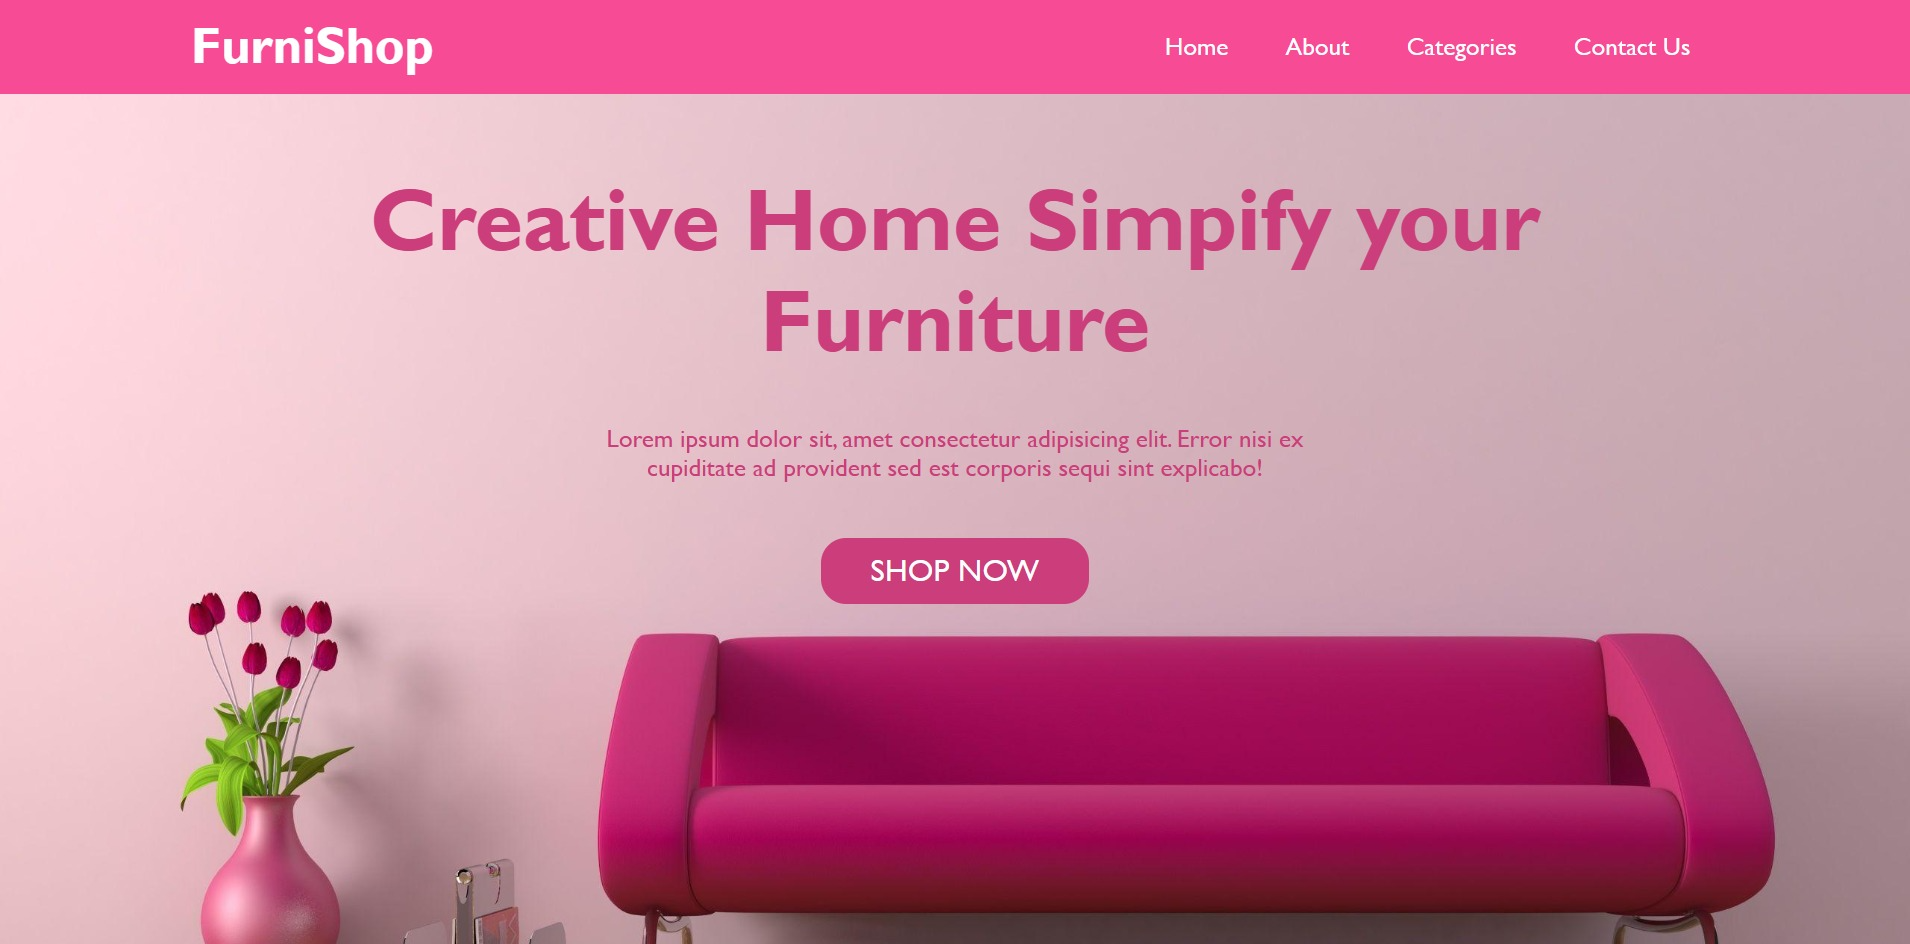 FurniShop
Home About Categories Contact Us
Creative Home Simpify your
Furniture
Lorem ipsum dolor sit, amet consectetur adipisicing elit. Error nisi ex
cupiditate ad provident sed est corporis sequi sint explicabo!
SHOP NOW